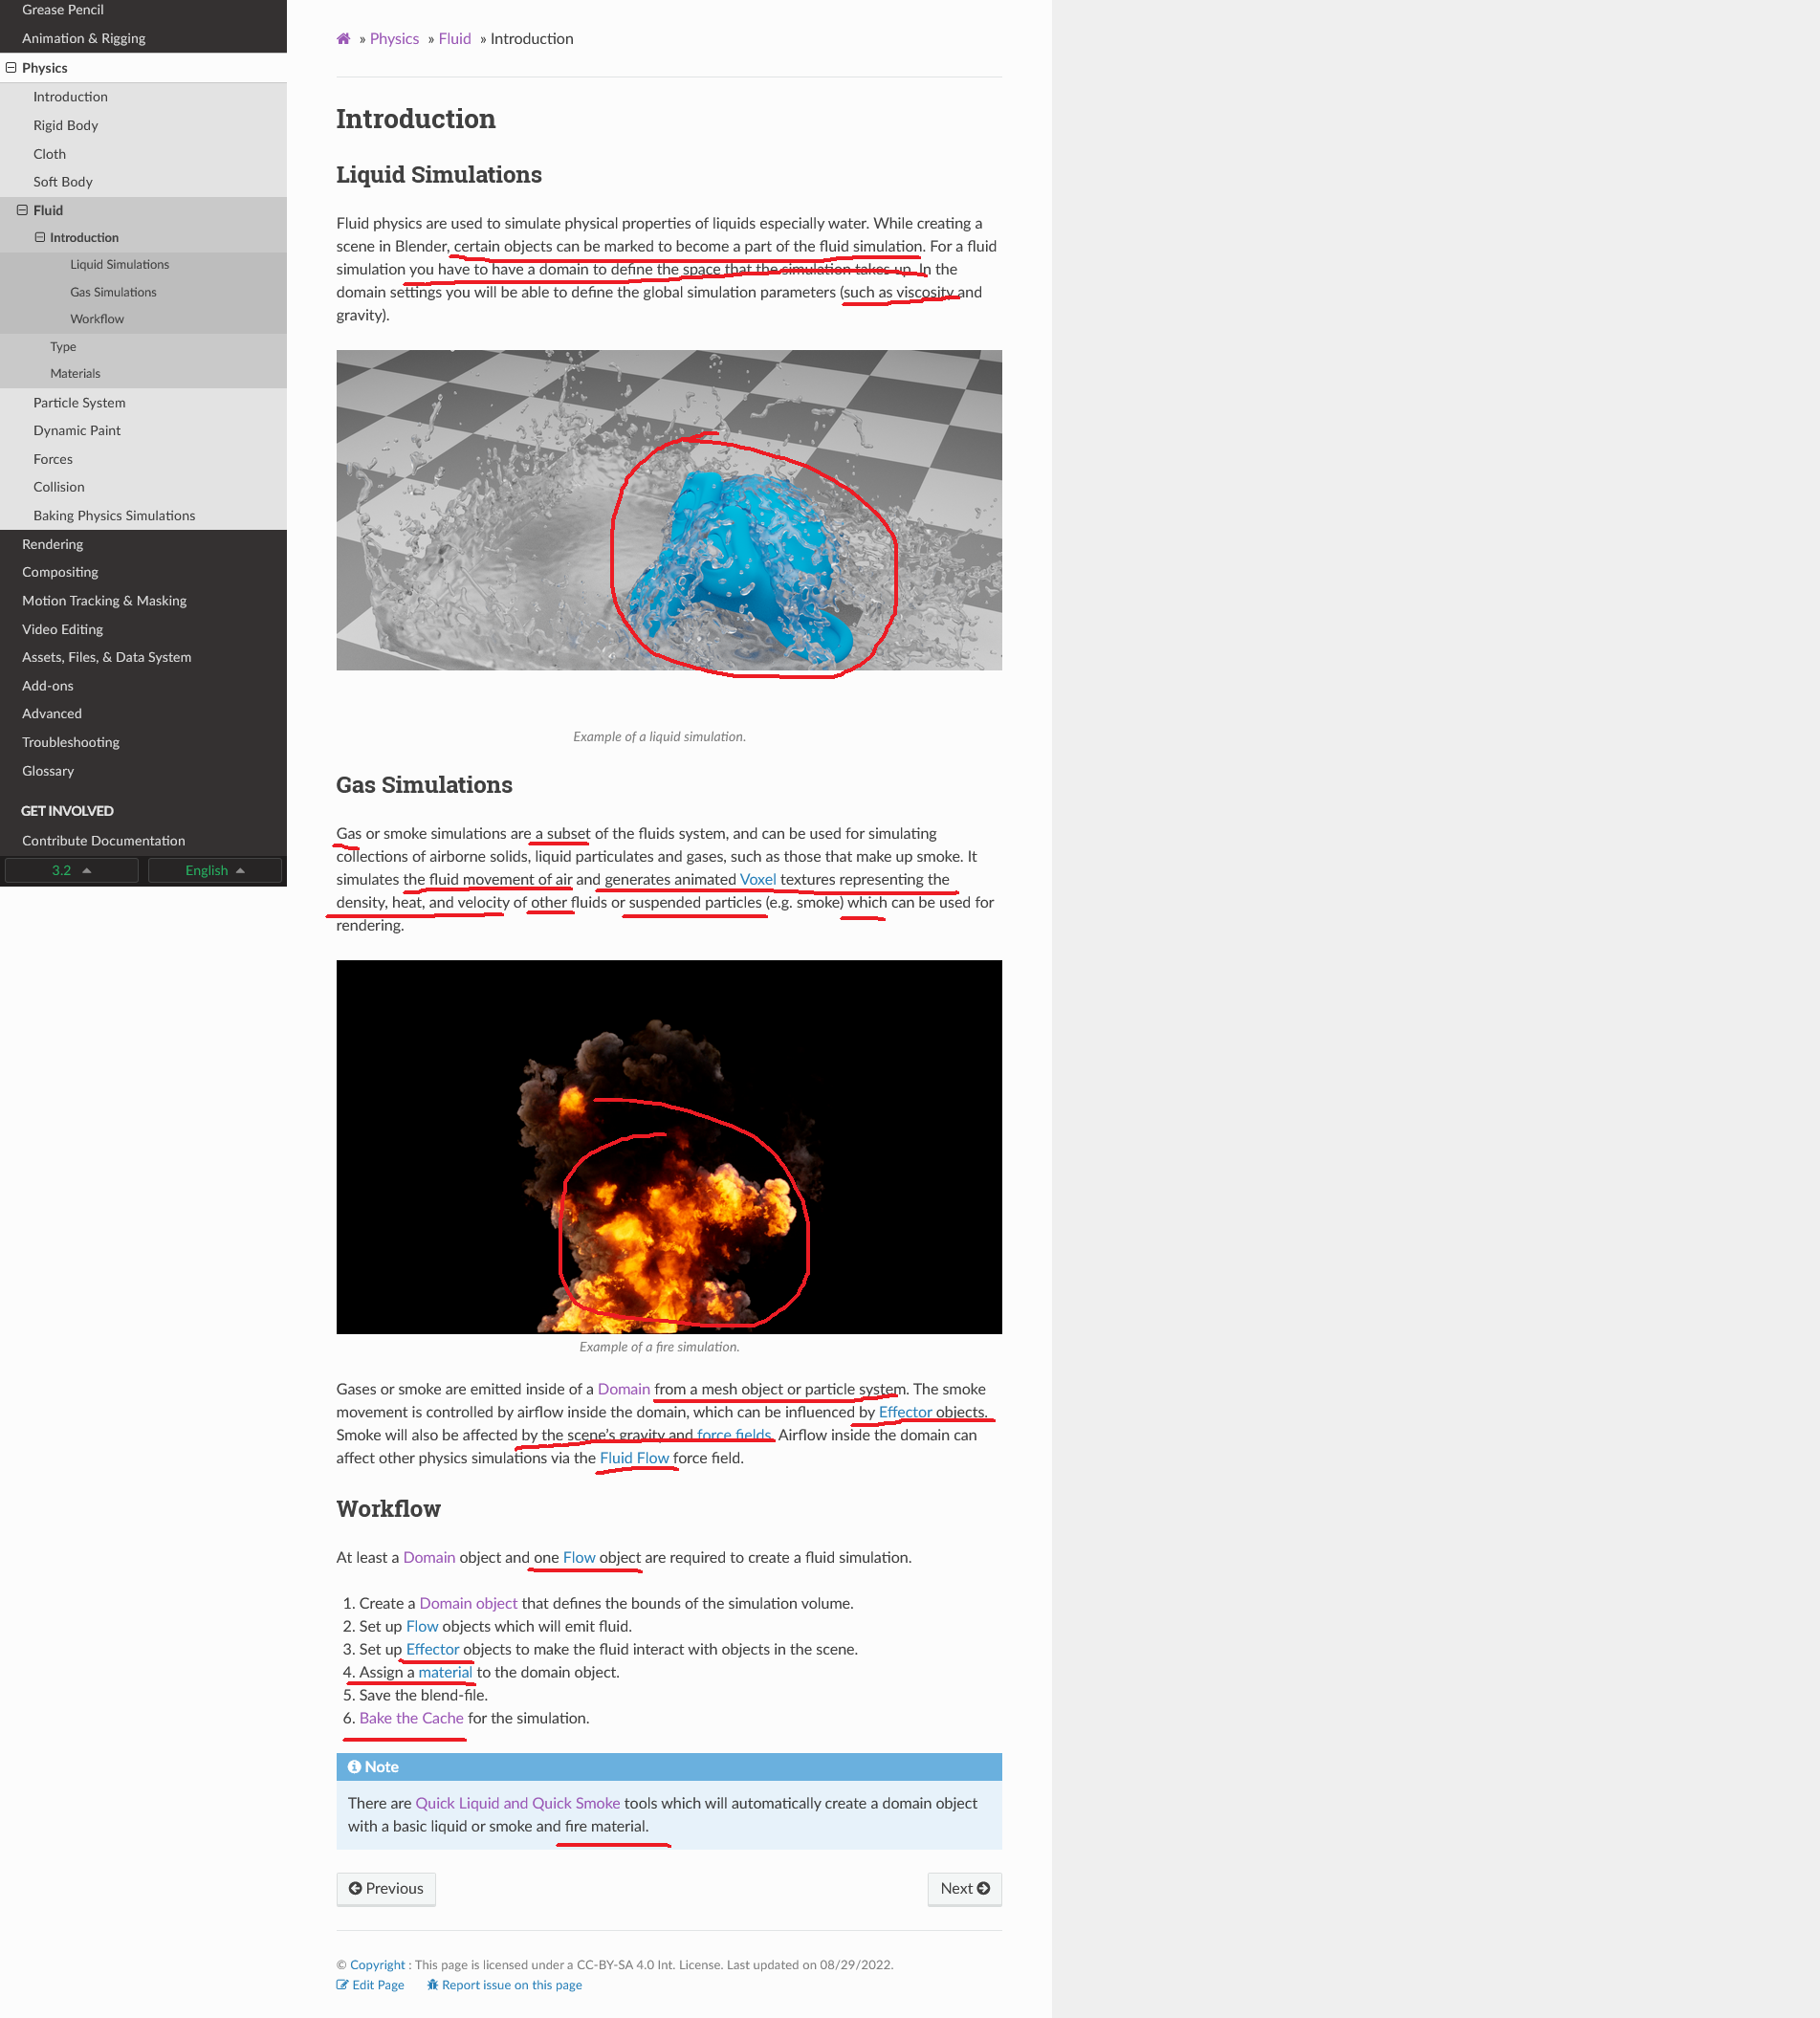 Grease Pencil
Animation & Rigging
Physics
Introduction
Rigid Body
Cloth
Soft Body
Fluid
Introduction
Liquid Simulations
Gas Simulations
Workflow
Type
Materials
Particle System
Dynamic Paint
Forces
Collision
Baking Physics Simulations
Rendering
Compositing
Motion Tracking & Masking
Video Editing
Assets, Files, & Data System
Add-ons
Advanced
Troubleshooting
Glossary
GET INVOLVED
Contribute Documentation
3.2 English
» Physics » Fluid » Introduction
Introduction
Liquid Simulations
Fluid physics are used to simulate physical properties of liquids especially water. While creating a
scene in Blender, certain objects can be marked to become a part of the fluid simulation. For a fluid
simulation you have to have a domain to define the space that the simulation takes up. In the
domain settings you will be able to define the global simulation parameters (such as viscosity and
gravity).
Example of a liquid simulation.
Gas Simulations
Gas or smoke simulations are a subset of the fluids system, and can be used for simulating
collections of airborne solids, liquid particulates and gases, such as those that make up smoke. It
simulates the fluid movement of air and generates animated Voxel textures representing the
density, heat, and velocity of other fluids or suspended particles (e.g. smoke) which can be used for
rendering.
Example of a fire simulation.
Gases or smoke are emitted inside of a Domain from a mesh object or particle system. The smoke
movement is controlled by airflow inside the domain, which can be influenced by Effector objects.
Smoke will also be affected by the scene's gravity and force fields. Airflow inside the domain can
affect other physics simulations via the Fluid Flow force field.
Workflow
At least a Domain object and one Flow object are required to create a fluid simulation.
1. Create a Domain object that defines the bounds of the simulation volume.
2. Set up Flow objects which will emit fluid.
3. Set up Effector objects to make the fluid interact with objects in the scene.
4. Assign a material to the domain object.
5. Save the blend-file.
6. Bake the Cache for the simulation.
Note
There are Quick Liquid and Quick Smoke tools which will automatically create a domain object
with a basic liquid or smoke and fire material.
Previous Next
© Copyright : This page is licensed under a CC-BY-SA 4.0 Int. License. Last updated on 08/29/2022.
Edit Page Report issue on this page